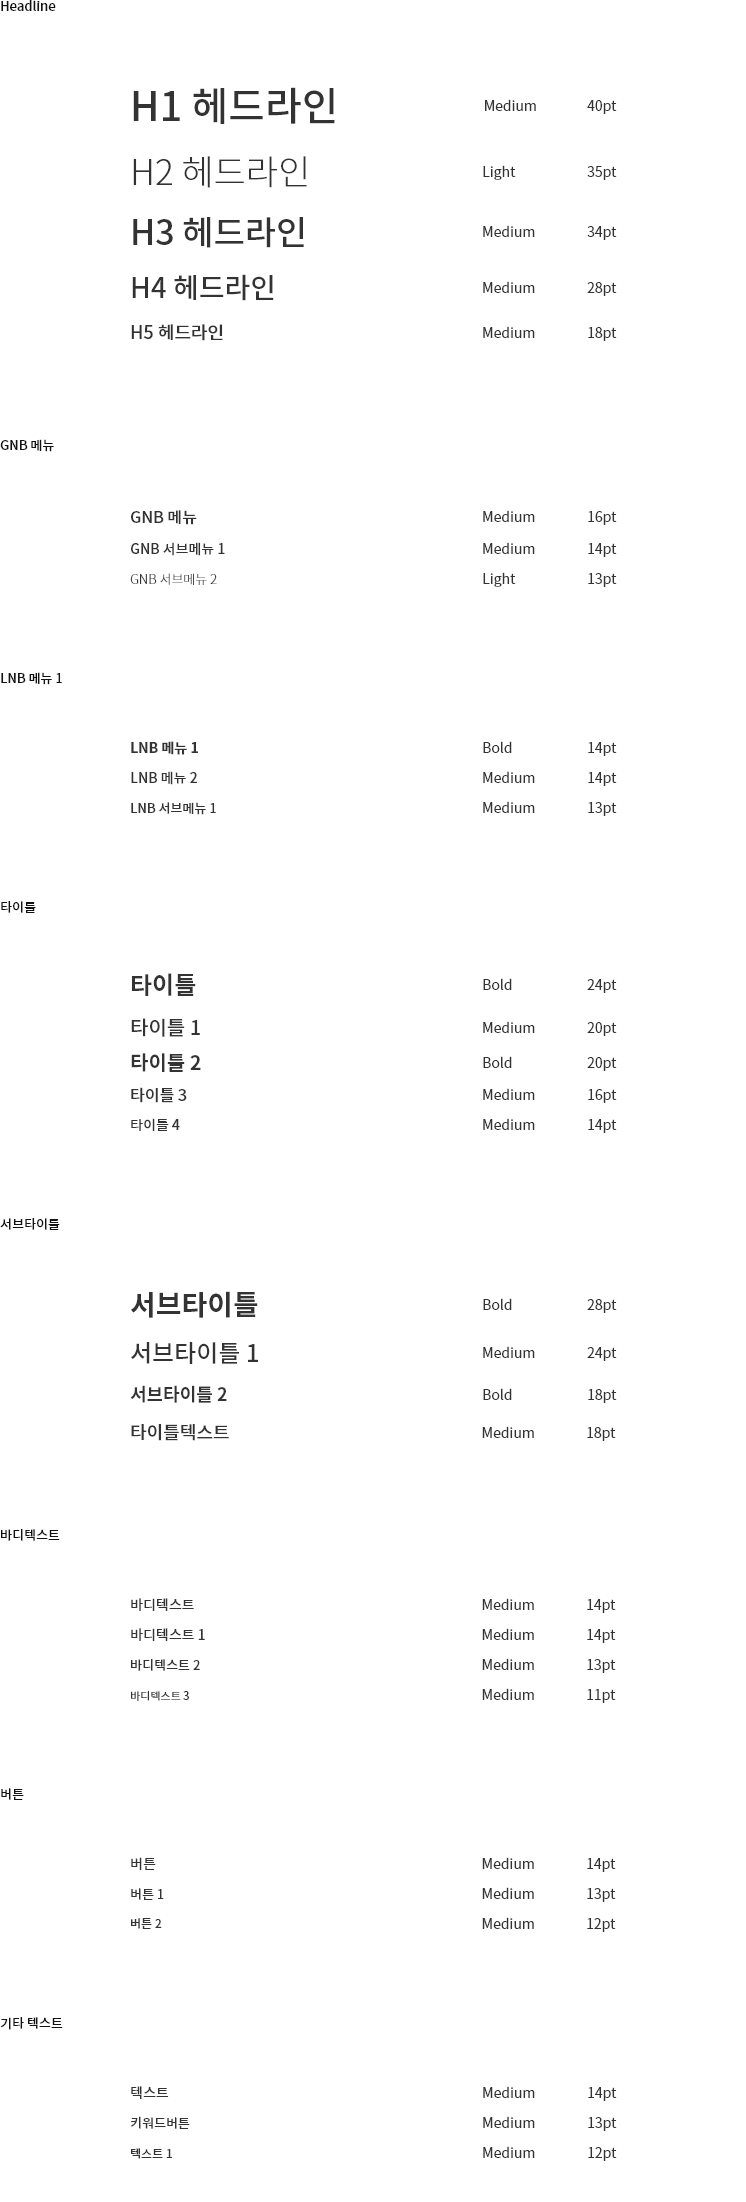 Headline
H1 헤드라인 Medium 40pt
H2 헤드라인 Light 35pt
H3 헤드라인 Medium 34pt
H4 헤드라인 Medium 28pt
H5 헤드라인 Medium 18pt
GNB 메뉴
GNB 메뉴 Medium 16pt
GNB 서브메뉴 1 Medium 14pt
GNB 서브메뉴 2 Light 13pt
LNB 메뉴 1
LNB 메뉴 1 Bold 14pt
LNB 메뉴 2 Medium 14pt
LNB 서브메뉴 1 Medium 13pt
타이틀
타이틀 Bold 24pt
타이틀 1 Medium 20pt
타이틀 2 Bold 20pt
타이틀 3 Medium 16pt
타이틀 4 Medium 14pt
서브타이틀
서브타이틀 Bold 28pt
서브타이틀 1 Medium 24pt
서브타이틀 2 Bold 18pt
타이틀텍스트 Medium 18pt
바디텍스트
바디텍스트 Medium 14pt
바디텍스트 1 Medium 14pt
바디텍스트 2 Medium 13pt
바디텍스트 3 Medium 11pt
버튼
버튼 Medium 14pt
버튼 1 Medium 13pt
버튼 2 Medium 12pt
기타 텍스트
텍스트 Medium 14pt
키워드버튼 Medium 13pt
텍스트 1 Medium 12pt